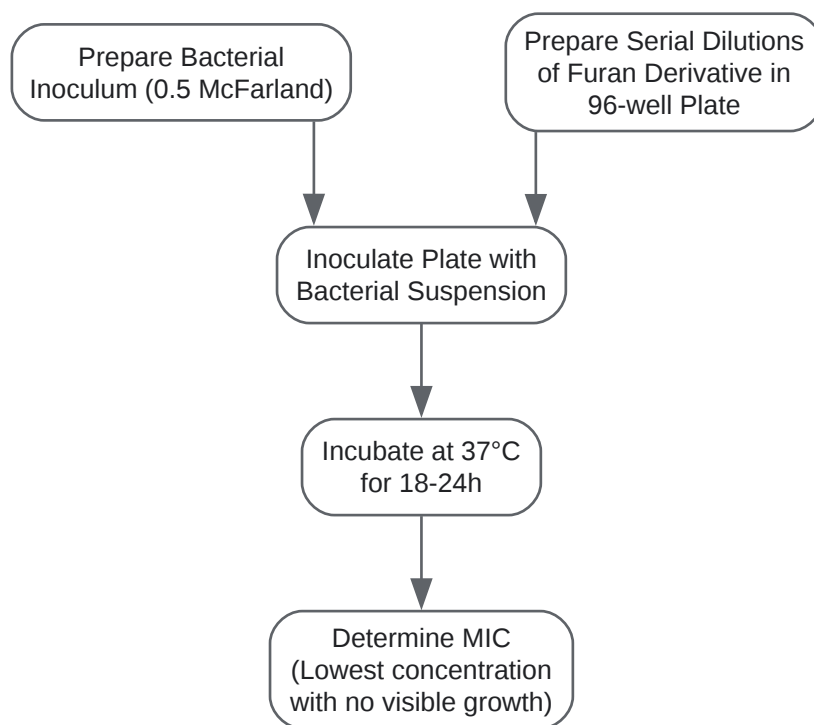 Prepare Bacterial
Inoculum (0.5 McFarland)
Prepare Serial Dilutions
of Furan Derivative in
96-well Plate
Inoculate Plate with
Bacterial Suspension
Incubate at 37°C
for 18-24h
Determine MIC
(Lowest concentration
with no visible growth)